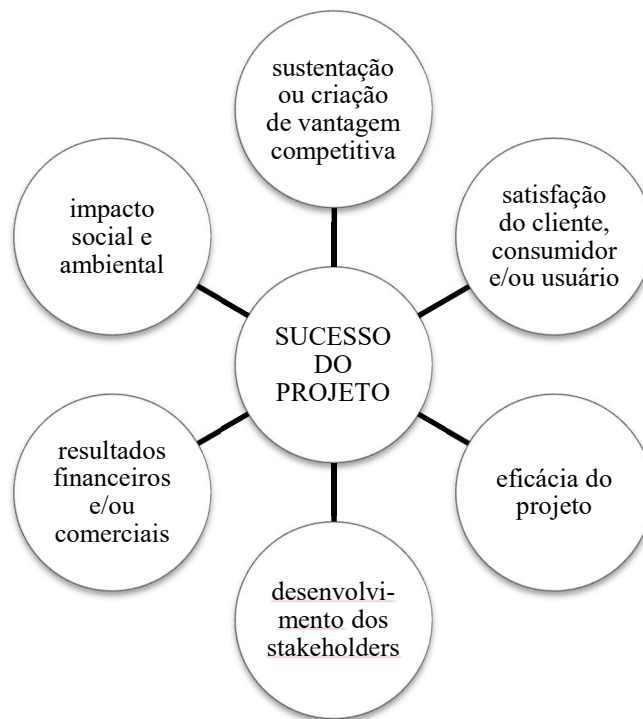 sustentação
ou criação
de vantagem
competitiva
impacto
social e
ambiental
satisfação
do cliente,
consumidor
e/ou usuário
SUCESSO
DO
PROJETO
resultados
financeiros
e/ou
comerciais
eficácia do
projeto
desenvolvi-
mento dos
stakeholders